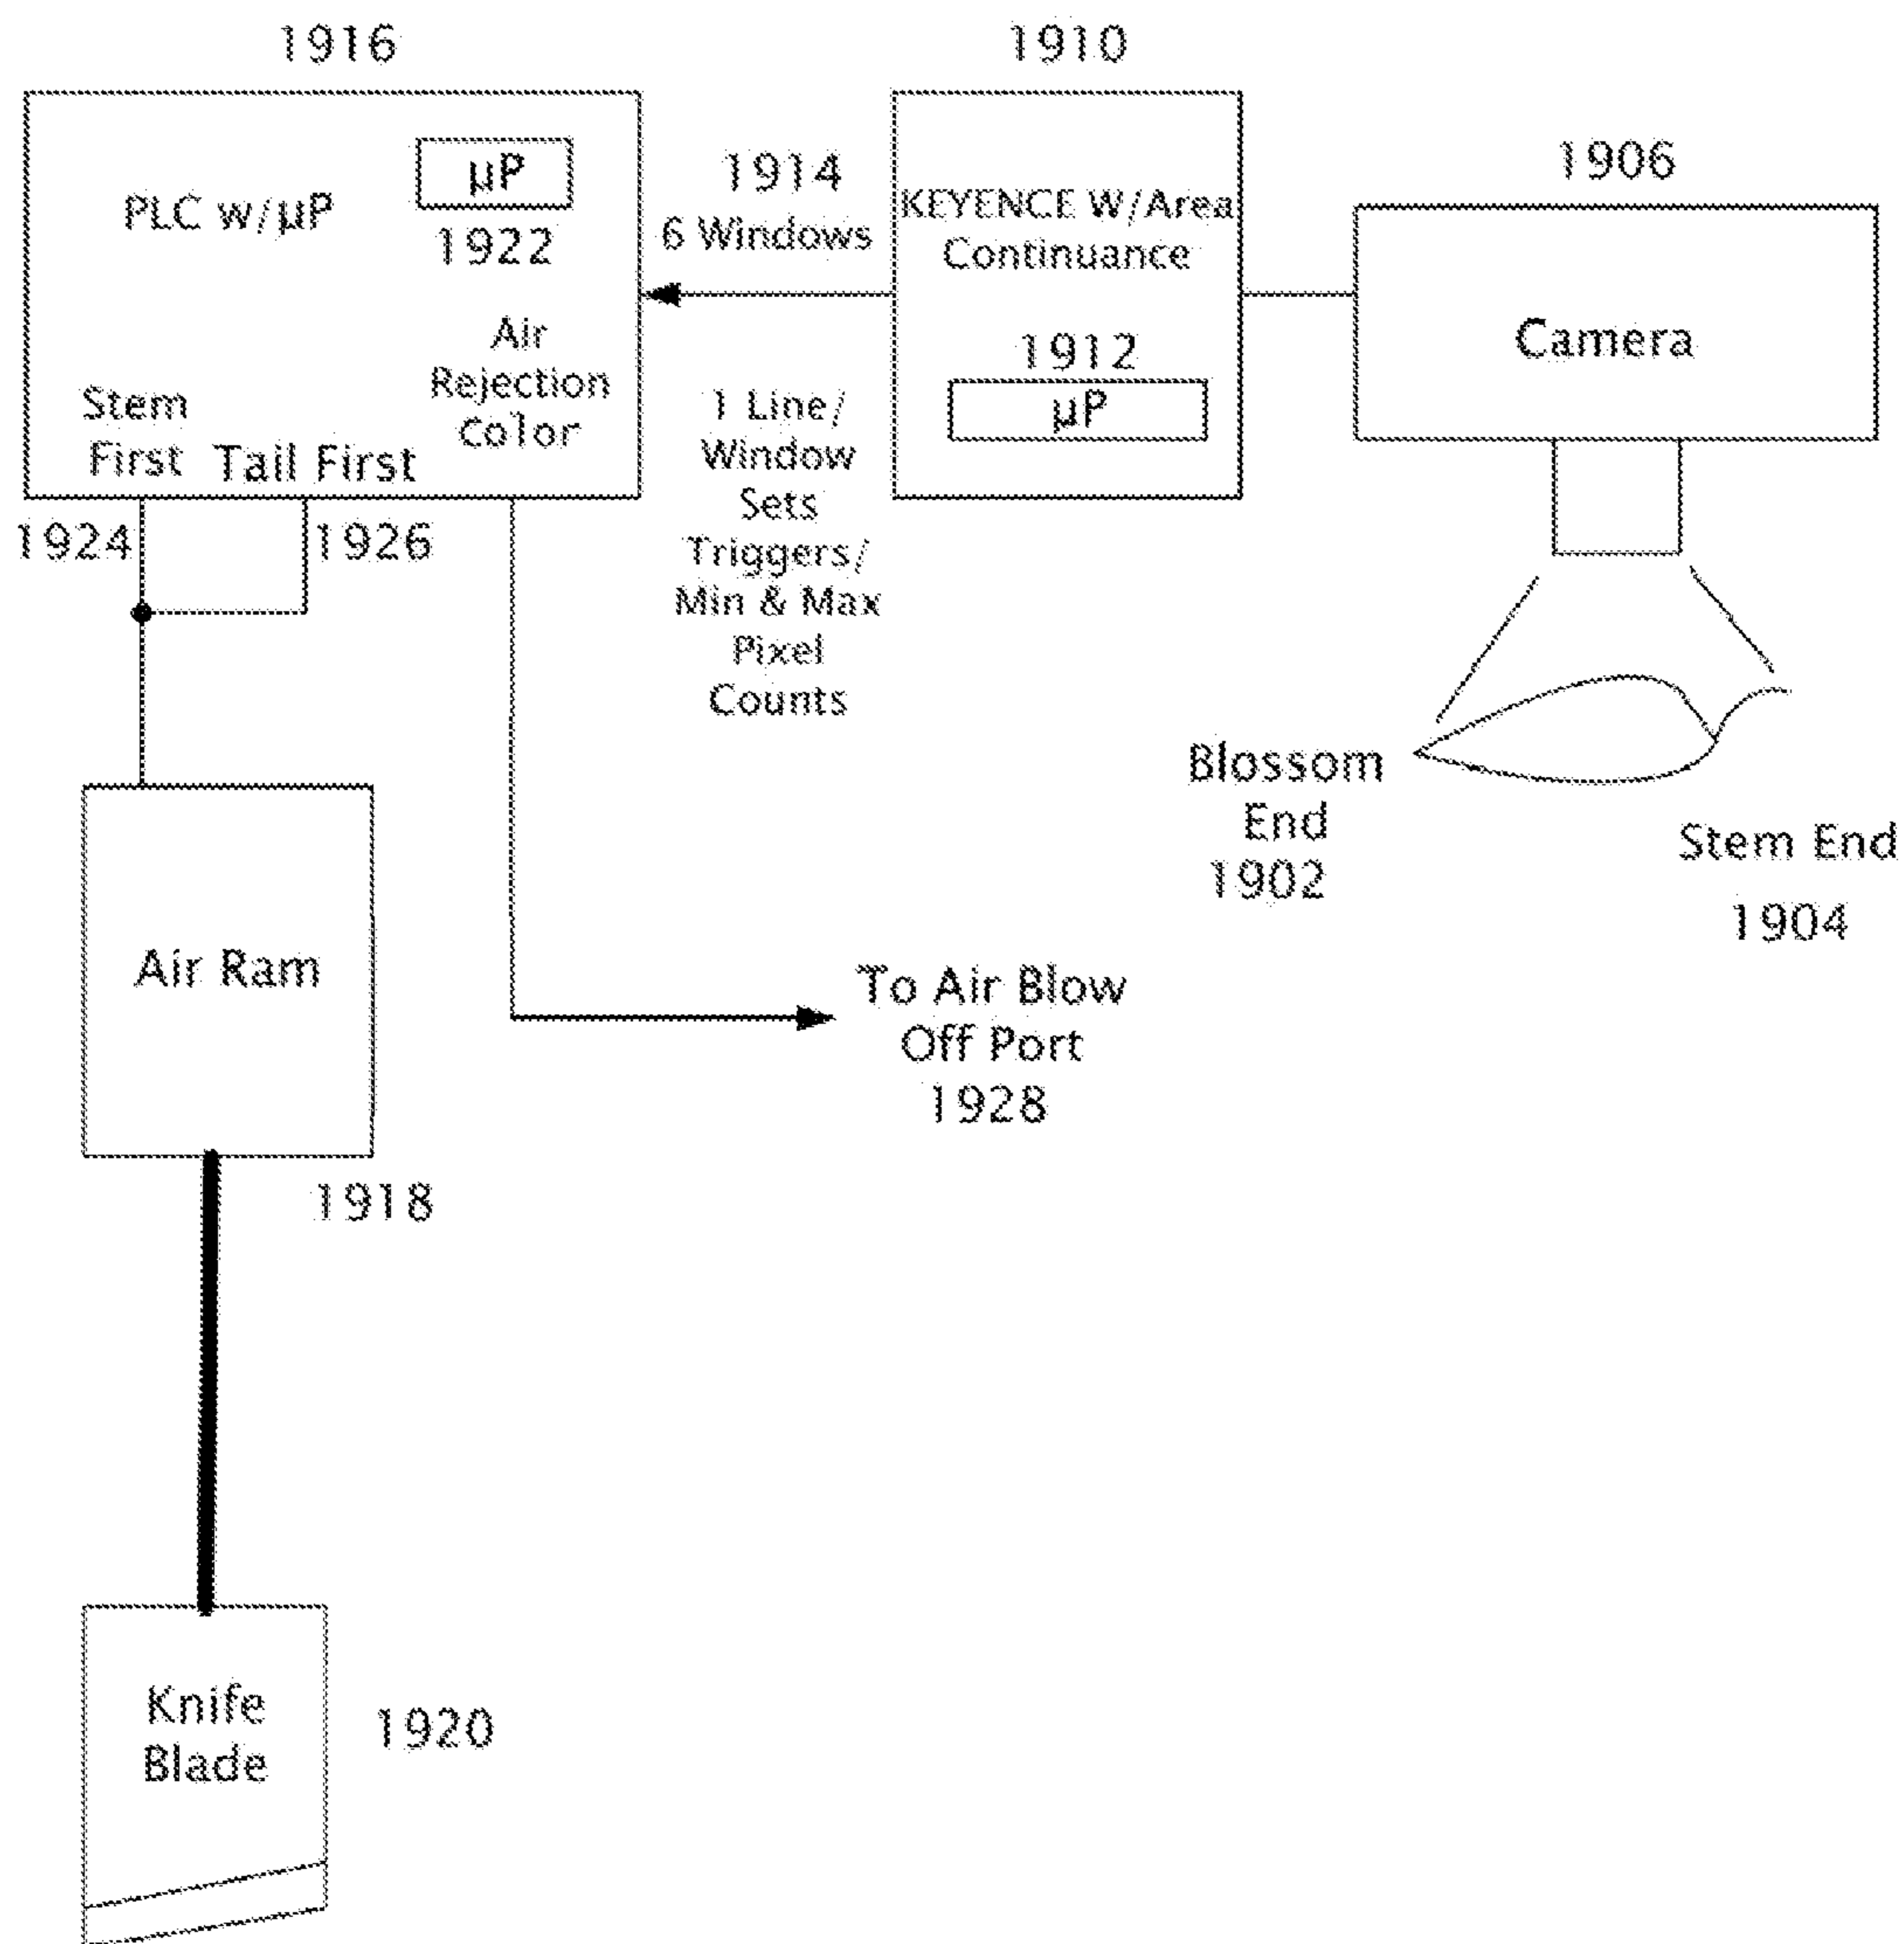 1916
PLC w/µP
µP
1922
Air
Rejection
Color
Stem
First
Tail First
1924
1926
1914
6 Windows
1 Line/
Window
Sets
Triggers/
Min & Max
Pixel
Counts
1910
KEYENCE W/Area
Continuance
1912
µP
1906
Camera
Blossom
End
1902
Stem End
1904
Air Ram
1918
To Air Blow
Off Port
1928
Knife
Blade
1920